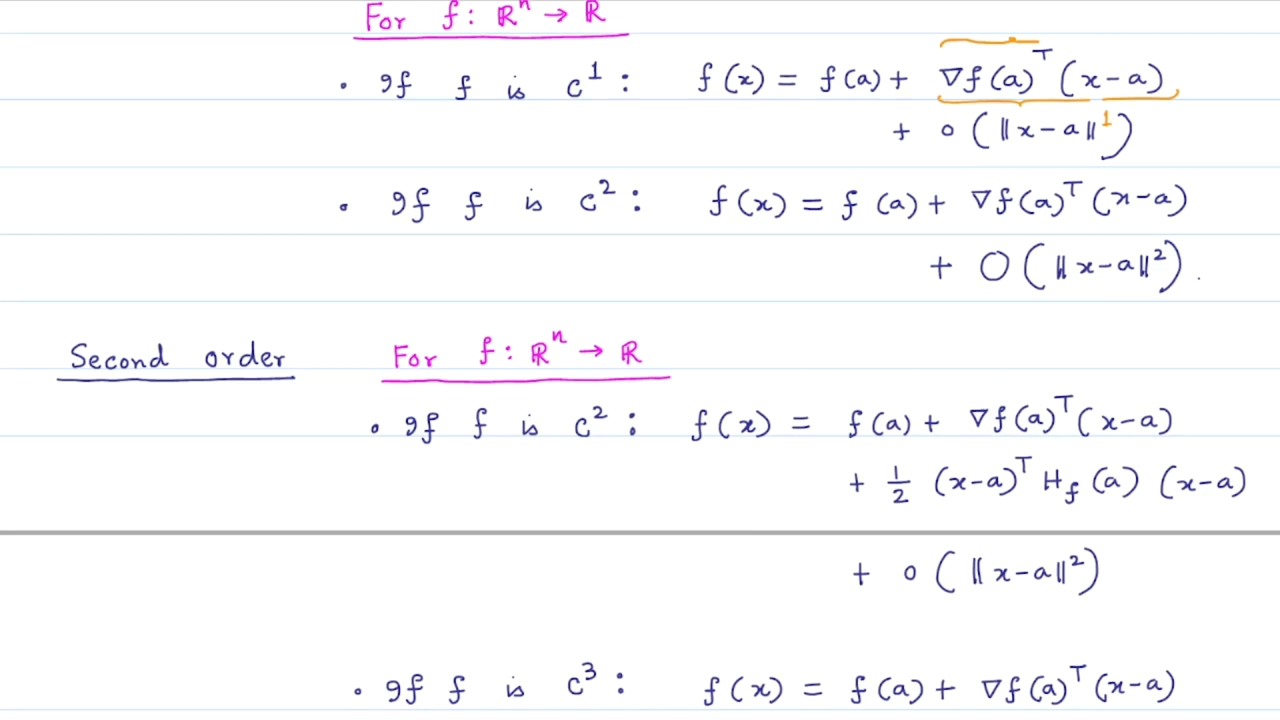 For f: ℝⁿ → ℝ
• If f is C¹: f(x) = f(a) + ∇f(a)ᵀ(x-a)
+ o(‖x-a‖¹)
• If f is C²: f(x) = f(a) + ∇f(a)ᵀ(x-a)
+ O(‖x-a‖²).
Second order For f: ℝⁿ → ℝ
• If f is C²: f(x) = f(a) + ∇f(a)ᵀ(x-a)
+ 1/2 (x-a)ᵀ H_f(a) (x-a)
+ o(‖x-a‖²)
• If f is C³: f(x) = f(a) + ∇f(a)ᵀ(x-a)